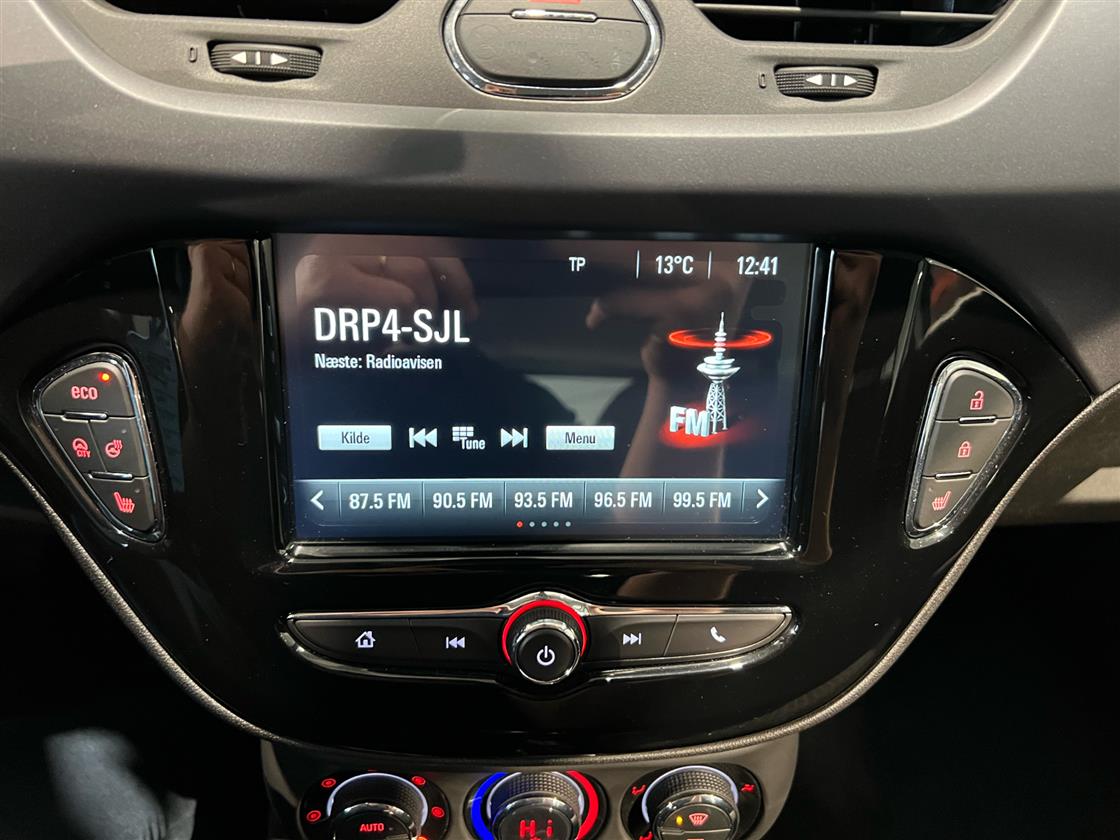 TP 13°C 12:41
DRP4-SJL
Næste: Radioavisen
FM
Kilde Tune Menu
87.5 FM 90.5 FM 93.5 FM 96.5 FM 99.5 FM
eco
CITY
AUTO Hi